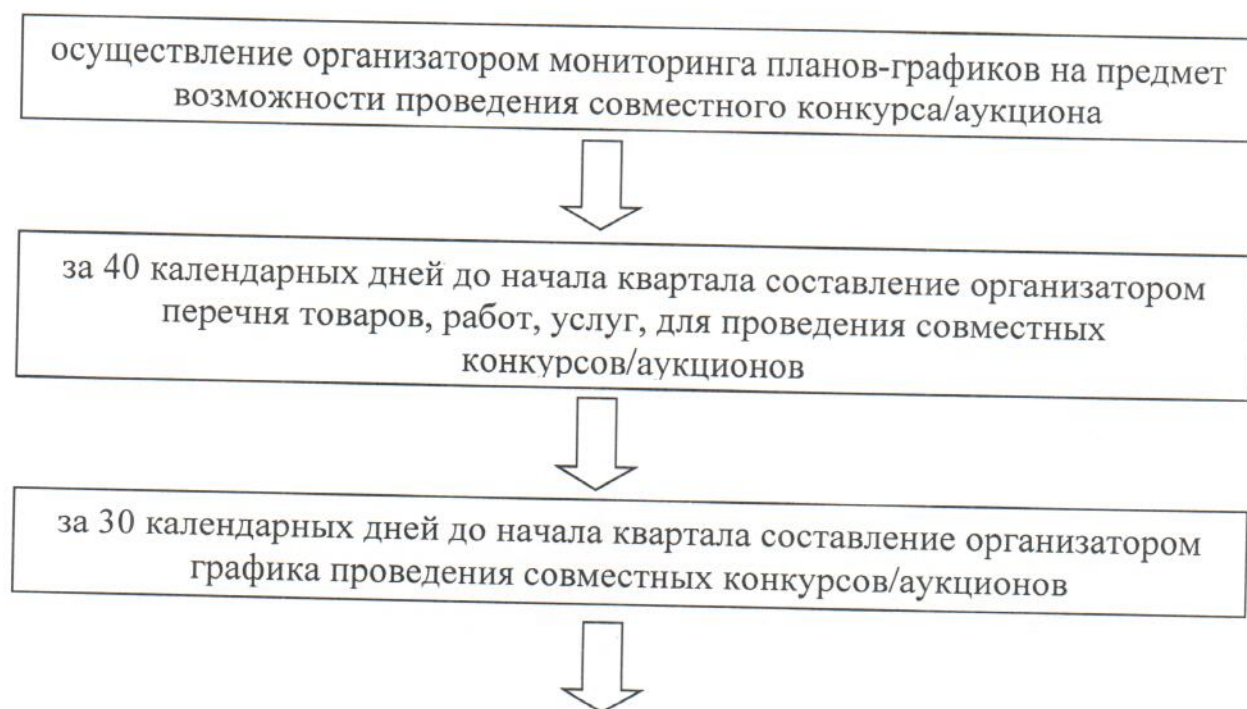 осуществление организатором мониторинга планов-графиков на предмет
возможности проведения совместного конкурса/аукциона
за 40 календарных дней до начала квартала составление организатором
перечня товаров, работ, услуг, для проведения совместных
конкурсов/аукционов
за 30 календарных дней до начала квартала составление организатором
графика проведения совместных конкурсов/аукционов